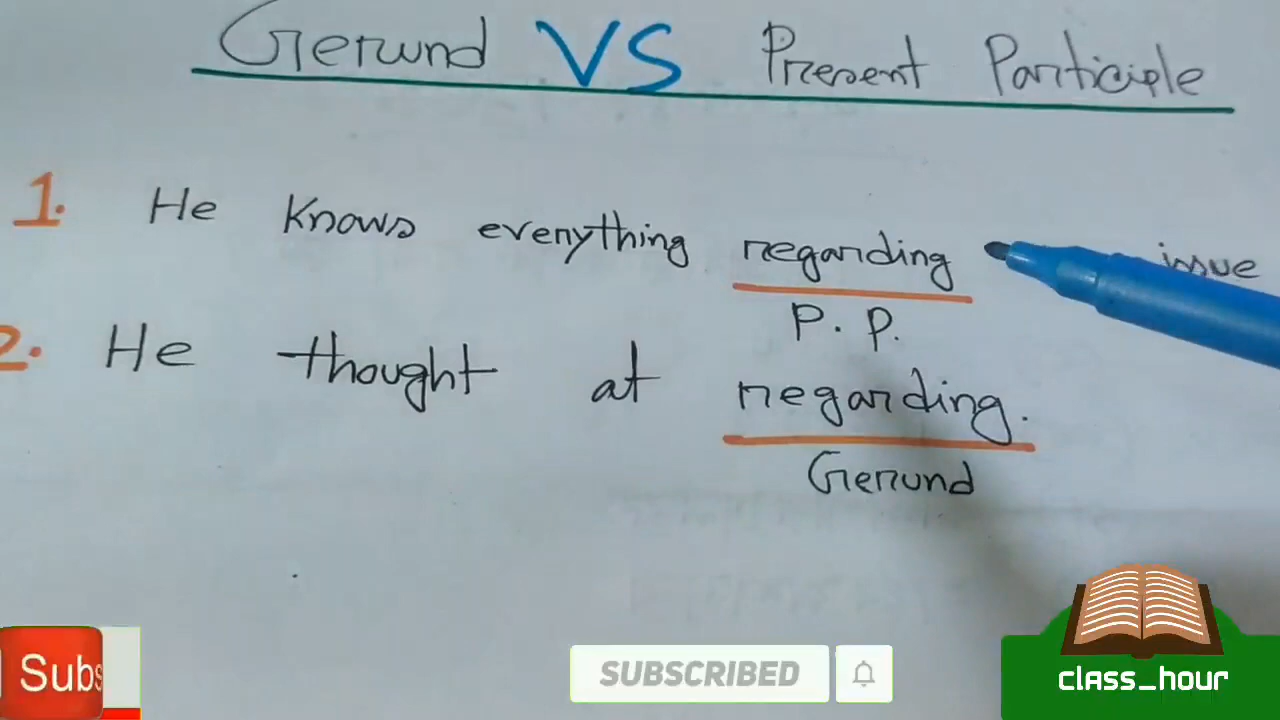 Gerund VS Present Participle
1. He knows everything regarding issue
P. P.
2. He thought at regarding.
Gerund
Subs
SUBSCRIBED
class_hour